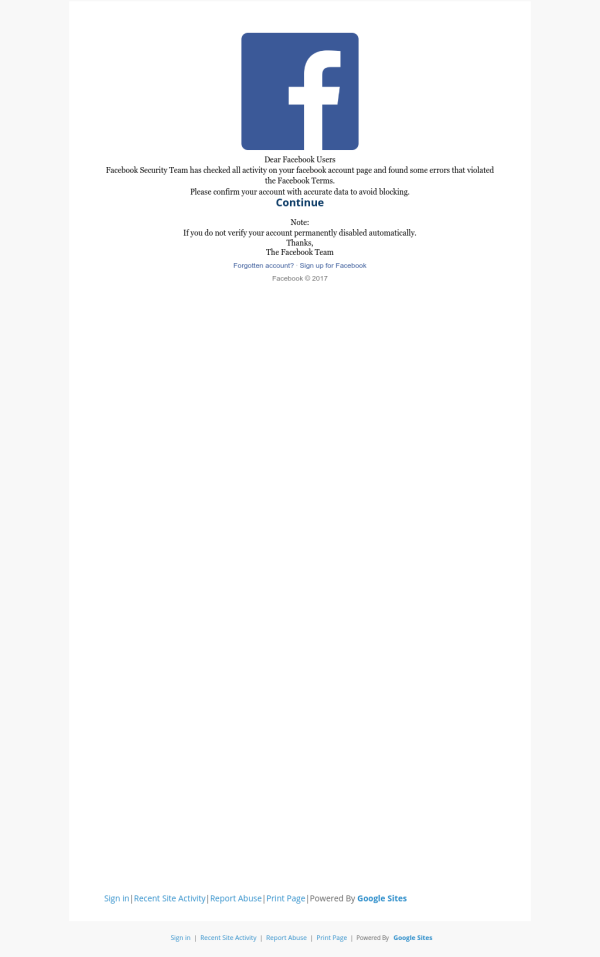 f
Dear Facebook Users
Facebook Security Team has checked all activity on your facebook account page and found some errors that violated
the Facebook Terms.
Please confirm your account with accurate data to avoid blocking.
Continue
Note:
If you do not verify your account permanently disabled automatically.
Thanks,
The Facebook Team
Forgotten account? · Sign up for Facebook
Facebook © 2017
Sign in|Recent Site Activity|Report Abuse|Print Page|Powered By Google Sites
Sign in | Recent Site Activity | Report Abuse | Print Page | Powered By Google Sites